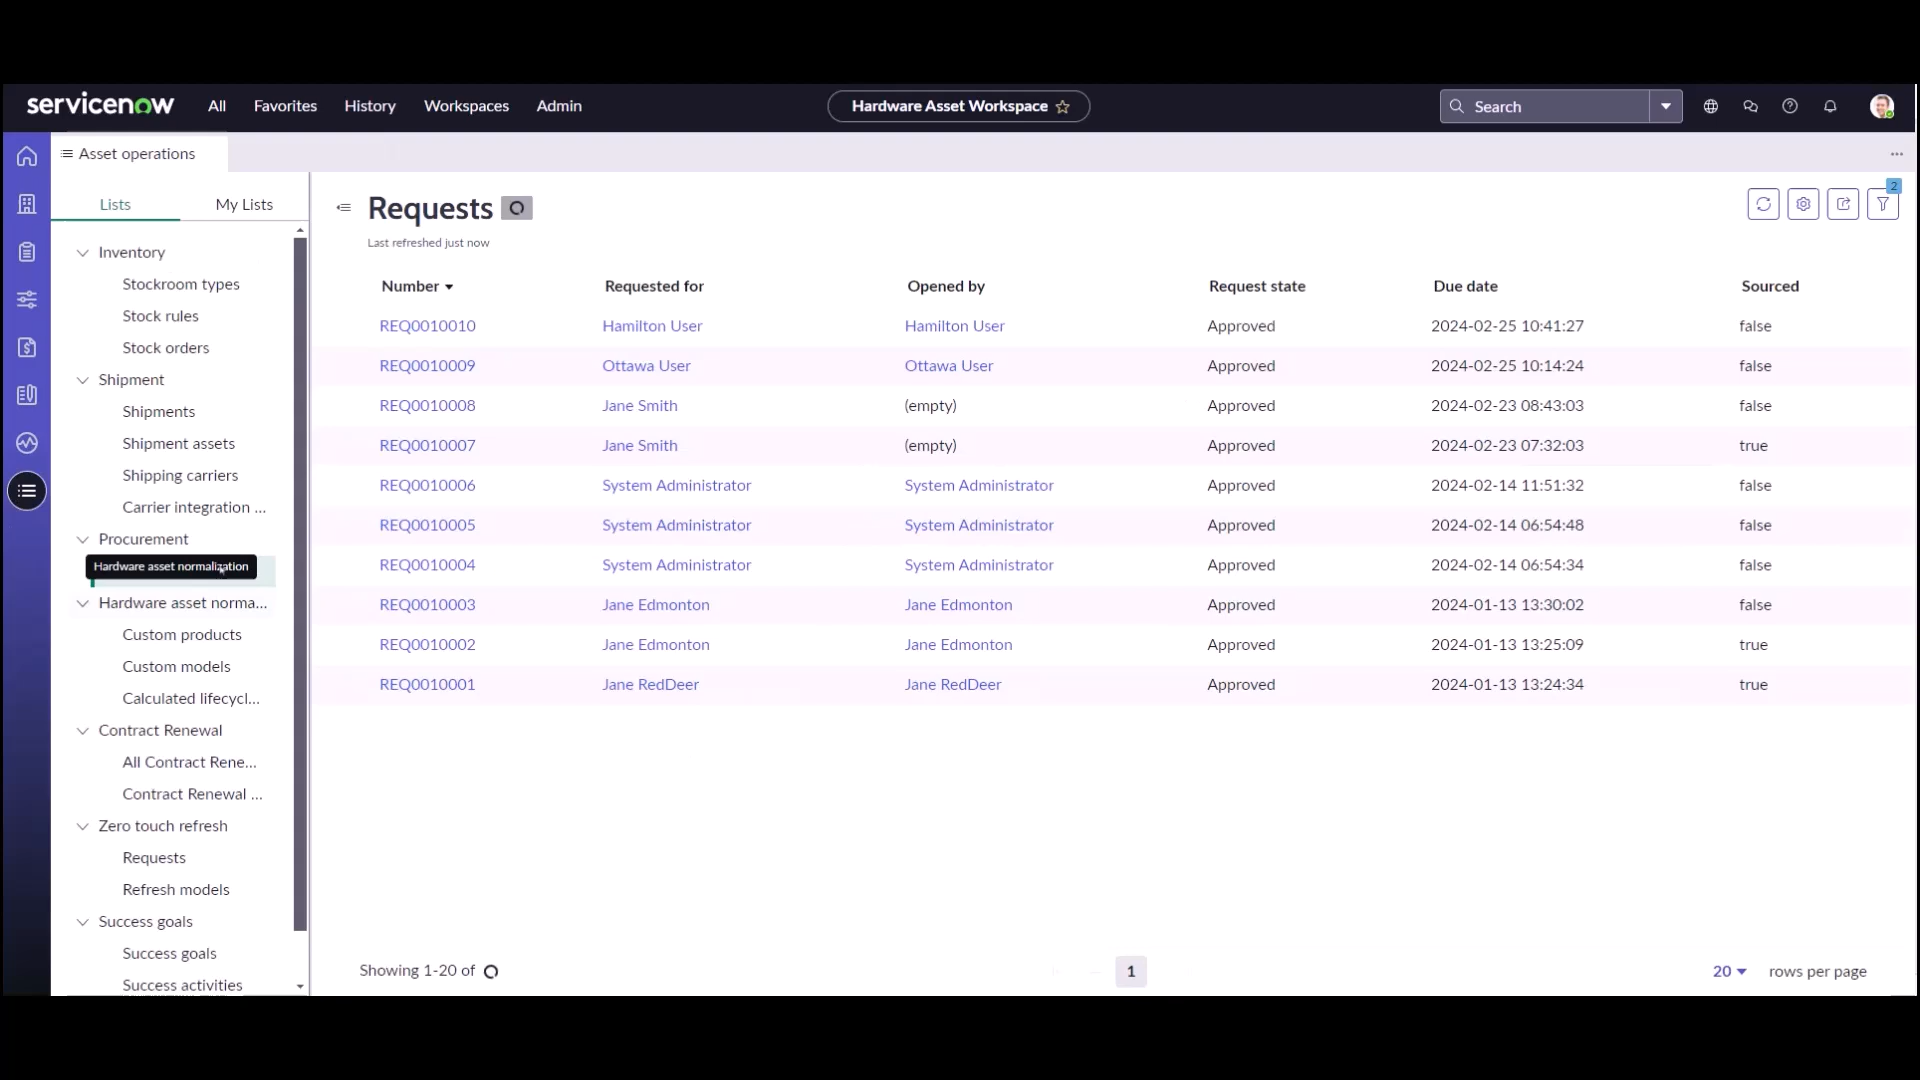 servicenow All Favorites History Workspaces Admin Hardware Asset Workspace Search
Asset operations
Lists My Lists
Inventory
Stockroom types
Stock rules
Stock orders
Shipment
Shipments
Shipment assets
Shipping carriers
Carrier integration ...
Procurement
Hardware asset normalization
Hardware asset norma...
Custom products
Custom models
Calculated lifecycl...
Contract Renewal
All Contract Rene...
Contract Renewal ...
Zero touch refresh
Requests
Refresh models
Success goals
Success goals
Success activities
Requests
2
Last refreshed just now
Number Requested for Opened by Request state Due date Sourced
REQ0010010 Hamilton User Hamilton User Approved 2024-02-25 10:41:27 false
REQ0010009 Ottawa User Ottawa User Approved 2024-02-25 10:14:24 false
REQ0010008 Jane Smith (empty) Approved 2024-02-23 08:43:03 false
REQ0010007 Jane Smith (empty) Approved 2024-02-23 07:32:03 true
REQ0010006 System Administrator System Administrator Approved 2024-02-14 11:51:32 false
REQ0010005 System Administrator System Administrator Approved 2024-02-14 06:54:48 false
REQ0010004 System Administrator System Administrator Approved 2024-02-14 06:54:34 false
REQ0010003 Jane Edmonton Jane Edmonton Approved 2024-01-13 13:30:02 false
REQ0010002 Jane Edmonton Jane Edmonton Approved 2024-01-13 13:25:09 true
REQ0010001 Jane RedDeer Jane RedDeer Approved 2024-01-13 13:24:34 true
Showing 1-20 of 1 20 rows per page